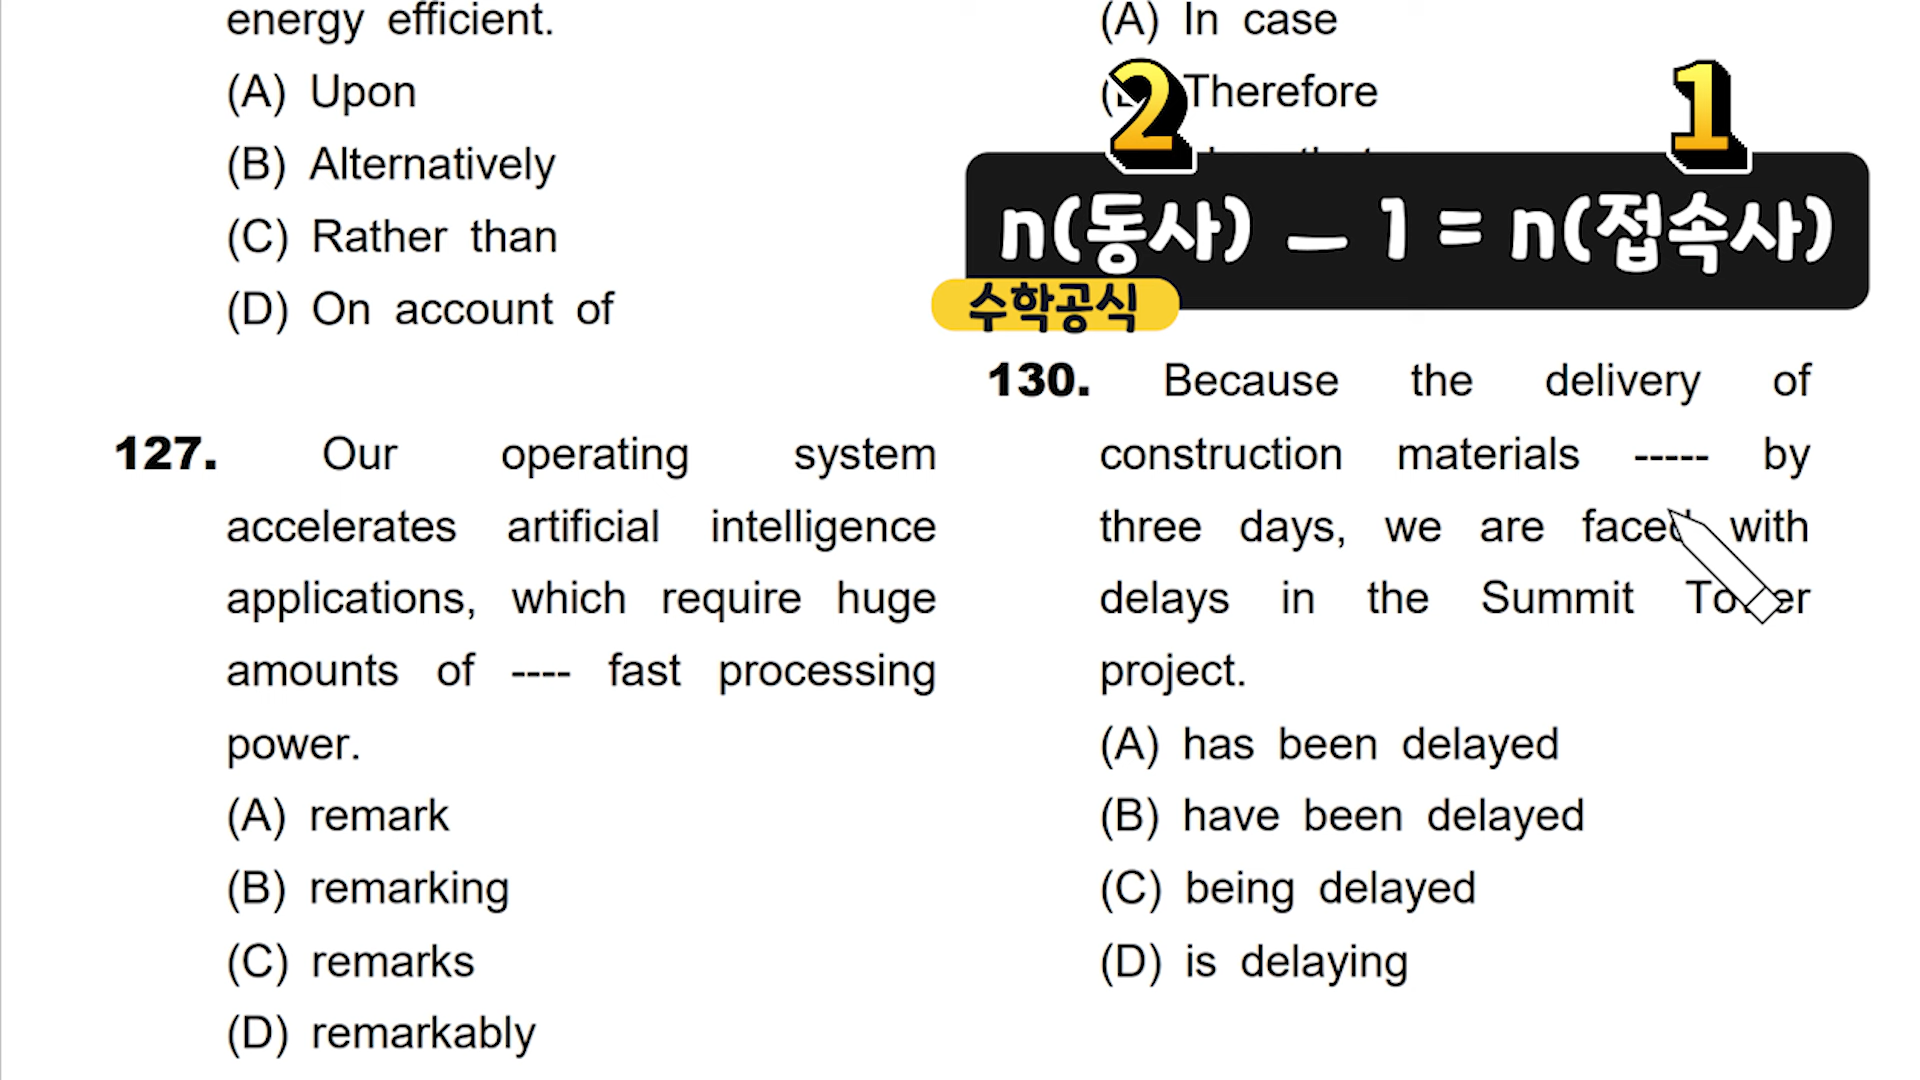 energy efficient.
(A) Upon
(B) Alternatively
(C) Rather than
(D) On account of
127. Our operating system
accelerates artificial intelligence
applications, which require huge
amounts of ---- fast processing
power.
(A) remark
(B) remarking
(C) remarks
(D) remarkably
(A) In case
Therefore
2 1
n(동사) – 1 = n(접속사)
수학공식
130. Because the delivery of
construction materials ----- by
three days, we are faced with
delays in the Summit Tower
project.
(A) has been delayed
(B) have been delayed
(C) being delayed
(D) is delaying